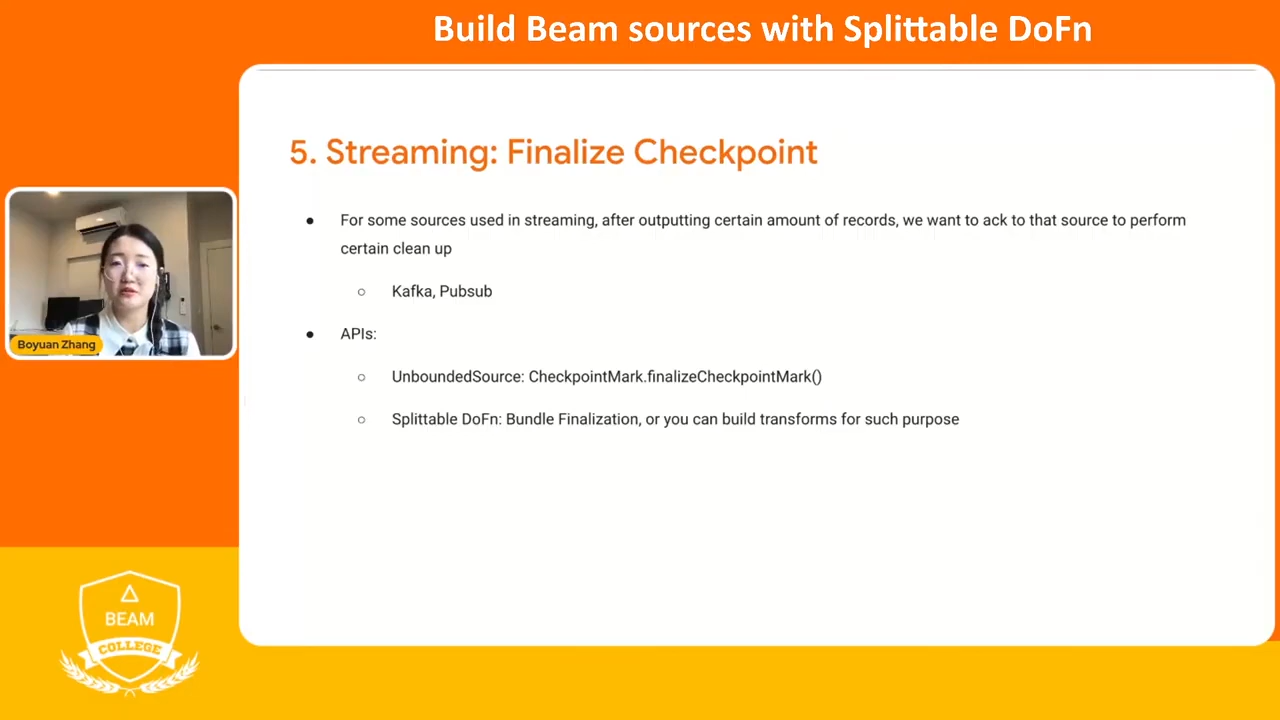 Build Beam sources with Splittable DoFn
5. Streaming: Finalize Checkpoint
● For some sources used in streaming, after outputting certain amount of records, we want to ack to that source to perform
certain clean up
○ Kafka, Pubsub
● APIs:
○ UnboundedSource: CheckpointMark.finalizeCheckpointMark()
○ Splittable DoFn: Bundle Finalization, or you can build transforms for such purpose
Boyuan Zhang
BEAM
COLLEGE